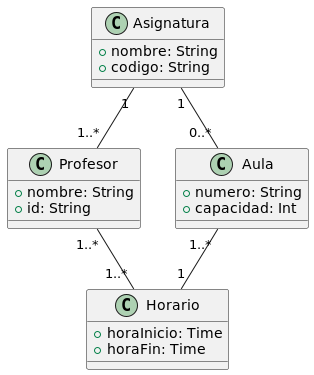 C Asignatura
nombre: String
codigo: String
1 1
1..* 0..*
C Profesor
nombre: String
id: String
C Aula
numero: String
capacidad: Int
1..* 1..*
1..* 1
C Horario
horaInicio: Time
horaFin: Time